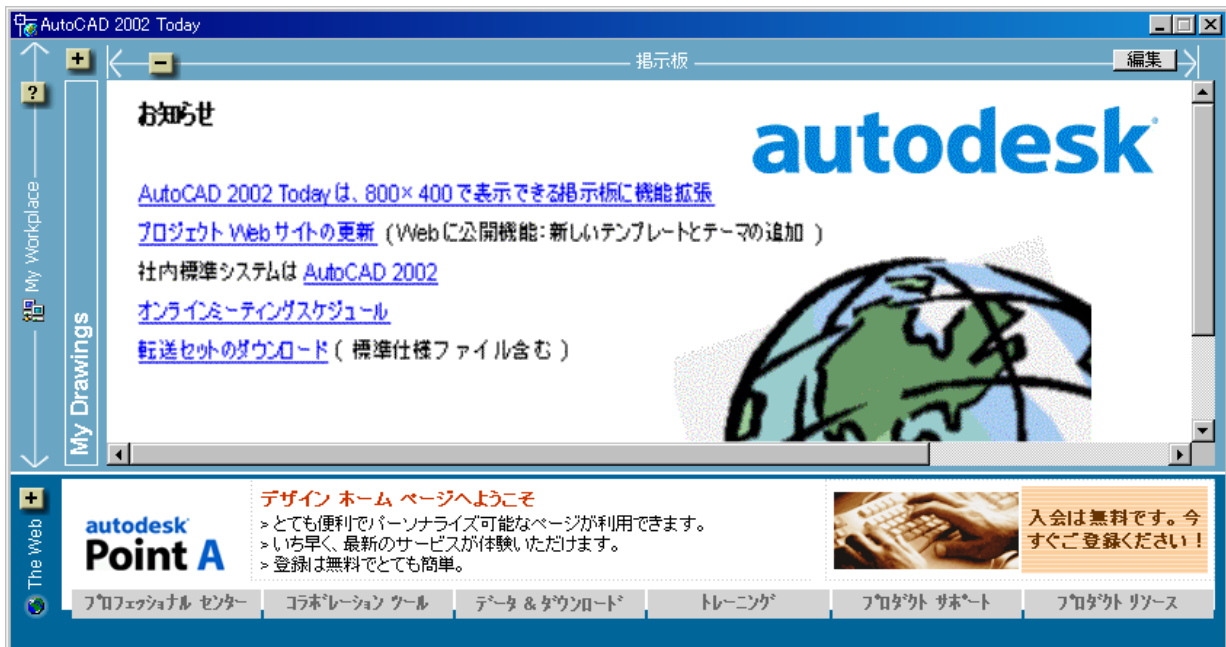 AutoCAD 2002 Today
掲示板
編集
My Workplace
My Drawings
お知らせ
autodesk
AutoCAD 2002 Todayは、800×400で表示できる掲示板に機能拡張
プロジェクト Webサイトの更新 (Webに公開機能:新しいテンプレートとテーマの追加 )
社内標準システムは AutoCAD 2002
オンラインミーティングスケジュール
転送セットのダウンロード ( 標準仕様ファイル含む )
The Web
autodesk
Point A
デザイン ホーム ページへようこそ
>とても便利でパーソナライズ可能なページが利用できます。
>いち早く、最新のサービスが体験いただけます。
>登録は無料でとても簡単。
入会は無料です。今
すぐご登録ください！
ﾌﾟﾛﾌｪｯｼｮﾅﾙ ｾﾝﾀｰ
ｺﾗﾎﾞﾚｰｼｮﾝ ﾂｰﾙ
ﾃﾞｰﾀ & ﾀﾞｳﾝﾛｰﾄﾞ
ﾄﾚｰﾆﾝｸﾞ
ﾌﾟﾛﾀﾞｸﾄ ｻﾎﾟｰﾄ
ﾌﾟﾛﾀﾞｸﾄ ﾘｿｰｽ